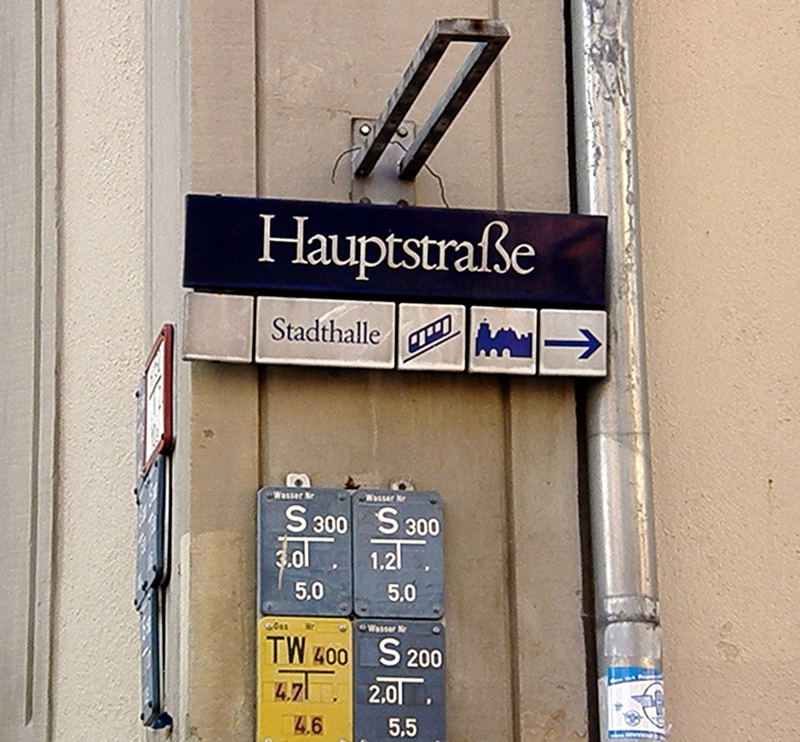 Hauptstraße
Stadthalle
Wasser Nr
S 300
3.0
5.0
Wasser Nr
S 300
1.2
5.0
Gas Nr
TW 400
4.7
4.6
Wasser Nr
S 200
2.0
5.5